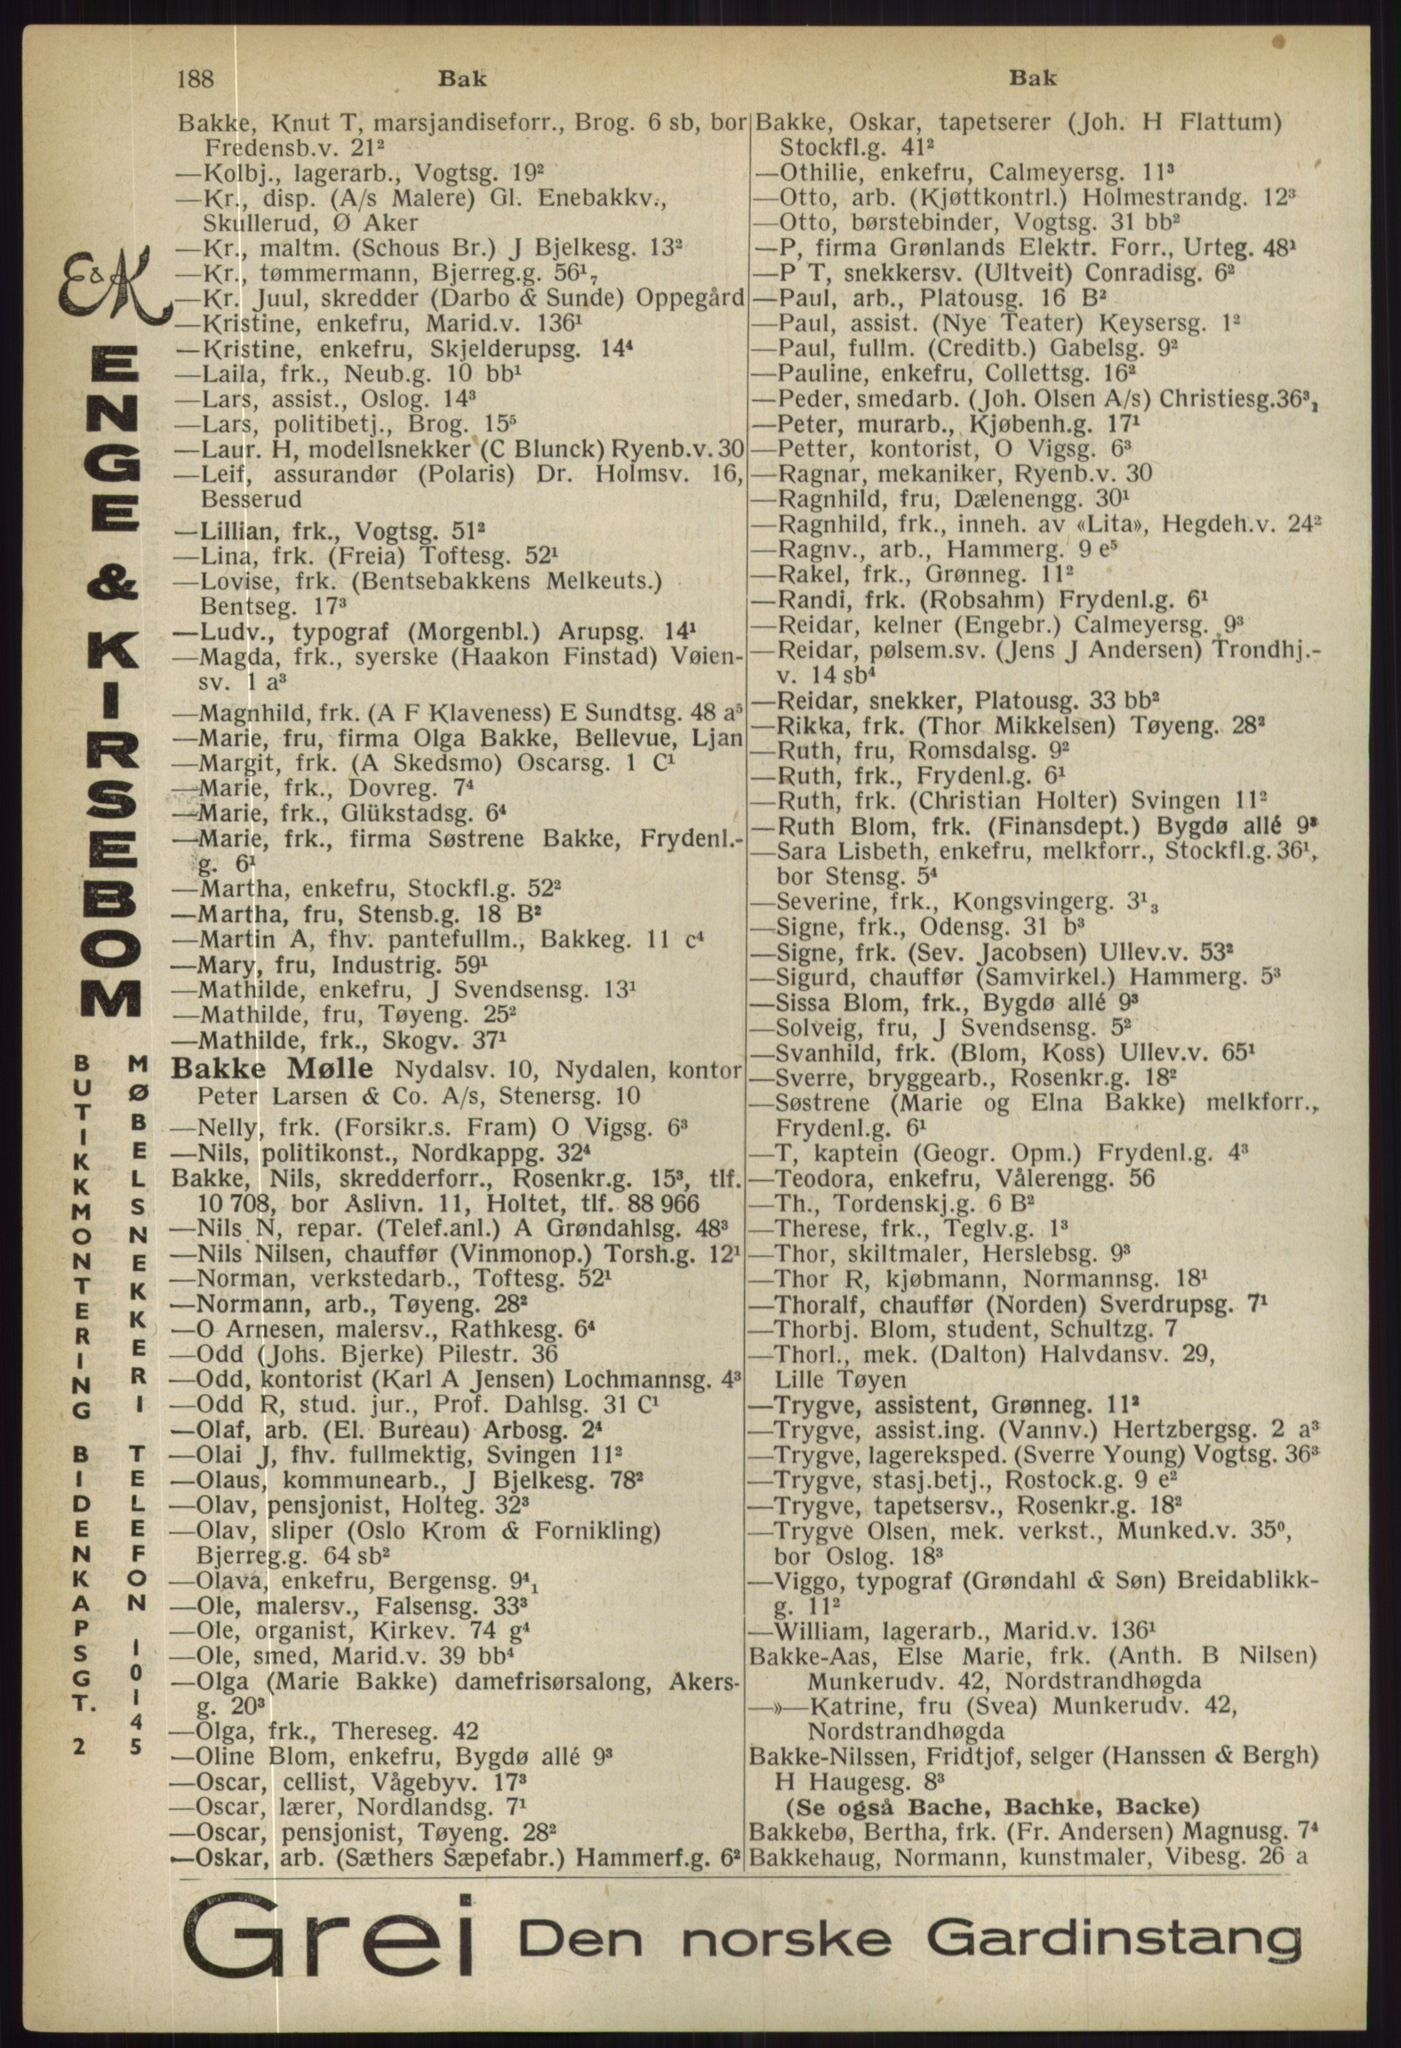 188 Bak Bak
Bakke, Knut T, marsjandiseforr., Brog. 6 sb, bor
Fredensb.v. 21²
—Kolbj., lagerarb., Vogtsg. 19²
—Kr., disp. (A/s Malere) Gl. Enebakkv.,
Skullerud, Ø Aker
—Kr., maltm. (Schous Br.) J Bjelkesg. 13²
—Kr., tømmermann, Bjerreg.g. 56¹₇
—Kr. Juul, skredder (Darbo & Sunde) Oppegård
—Kristine, enkefru, Marid.v. 136¹
—Kristine, enkefru, Skjelderupsg. 14⁴
—Laila, frk., Neub.g. 10 bb¹
—Lars, assist., Oslog. 14³
—Lars, politibetj., Brog. 15⁵
—Laur. H, modellsnekker (C Blunck) Ryenb.v. 30
—Leif, assurandør (Polaris) Dr. Holmsv. 16,
Besserud
—Lillian, frk., Vogtsg. 51²
—Lina, frk. (Freia) Toftesg. 52¹
—Lovise, frk. (Bentsebakkens Melkeuts.)
Bentseg. 17³
—Ludv., typograf (Morgenbl.) Arupsg. 14¹
—Magda, frk., syerske (Haakon Finstad) Vøien-
sv. 1 a³
—Magnhild, frk. (A F Klaveness) E Sundtsg. 48 a⁵
—Marie, fru, firma Olga Bakke, Bellevue, Ljan
—Margit, frk. (A Skedsmo) Oscarsg. 1 C¹
—Marie, frk., Dovreg. 7⁴
—Marie, frk., Glükstadsg. 6⁴
—Marie, frk., firma Søstrene Bakke, Frydenl.-
g. 6¹
—Martha, enkefru, Stockfl.g. 52²
—Martha, fru, Stensb.g. 18 B²
—Martin A, fhv. pantefullm., Bakkeg. 11 c⁴
—Mary, fru, Industrig. 59¹
—Mathilde, enkefru, J Svendsensg. 13¹
—Mathilde, fru, Tøyeng. 25²
—Mathilde, frk., Skogv. 37¹
Bakke Mølle Nydalsv. 10, Nydalen, kontor
Peter Larsen & Co. A/s, Stenersg. 10
—Nelly, frk. (Forsikr.s. Fram) O Vigsg. 6³
—Nils, politikonst., Nordkappg. 32⁴
Bakke, Nils, skredderforr., Rosenkr.g. 15³, tlf.
10 708, bor Åslivn. 11, Holtet, tlf. 88 966
—Nils N, repar. (Telef.anl.) A Grøndahlsg. 48³
—Nils Nilsen, chauffør (Vinmonop.) Torsh.g. 12¹
—Norman, verkstedarb., Toftesg. 52¹
—Normann, arb., Tøyeng. 28²
—O Arnesen, malersv., Rathkesg. 6⁴
—Odd (Johs. Bjerke) Pilestr. 36
—Odd, kontorist (Karl A Jensen) Lochmannsg. 4³
—Odd R, stud. jur., Prof. Dahlsg. 31 C¹
—Olaf, arb. (El. Bureau) Arbosg. 2⁴
—Olai J, fhv. fullmektig, Svingen 11²
—Olaus, kommunearb., J Bjelkesg. 78²
—Olav, pensjonist, Holteg. 32³
—Olav, sliper (Oslo Krom & Fornikling)
Bjerreg.g. 64 sb²
—Olava, enkefru, Bergensg. 9⁴₁
—Ole, malersv., Falsensg. 33³
—Ole, organist, Kirkev. 74 g⁴
—Ole, smed, Marid.v. 39 bb⁴
—Olga (Marie Bakke) damefrisørsalong, Akers-
g. 20³
—Olga, frk., Thereseg. 42
—Oline Blom, enkefru, Bygdø allé 9³
—Oscar, cellist, Vågebyv. 17³
—Oscar, lærer, Nordlandsg. 7¹
—Oscar, pensjonist, Tøyeng. 28²
—Oskar, arb. (Sæthers Sæpefabr.) Hammerf.g. 6²
Bakke, Oskar, tapetserer (Joh. H Flattum)
Stockfl.g. 41²
—Othilie, enkefru, Calmeyersg. 11³
—Otto, arb. (Kjøttkontrl.) Holmestrandg. 12³
—Otto, børstebinder, Vogtsg. 31 bb²
—P, firma Grønlands Elektr. Forr., Urteg. 48¹
—P T, snekkersv. (Ultveit) Conradisg. 6²
—Paul, arb., Platousg. 16 B²
—Paul, assist. (Nye Teater) Keysersg. 1²
—Paul, fullm. (Creditb.) Gabelsg. 9²
—Pauline, enkefru, Collettsg. 16²
—Peder, smedarb. (Joh. Olsen A/s) Christiesg.36³₁
—Peter, murarb., Kjøbenh.g. 17¹
—Petter, kontorist, O Vigsg. 6³
—Ragnar, mekaniker, Ryenb.v. 30
—Ragnhild, fru, Dælenengg. 30¹
—Ragnhild, frk., inneh. av «Lita», Hegdeh.v. 24²
—Ragnv., arb., Hammerg. 9 e⁵
—Rakel, frk., Grønneg. 11²
—Randi, frk. (Robsahm) Frydenl.g. 6¹
—Reidar, kelner (Engebr.) Calmeyersg. 9³
—Reidar, pølsem.sv. (Jens J Andersen) Trondhj.-
v. 14 sb⁴
—Reidar, snekker, Platousg. 33 bb²
—Rikka, frk. (Thor Mikkelsen) Tøyeng. 28²
—Ruth, fru, Romsdalsg. 9²
—Ruth, frk., Frydenl.g. 6¹
—Ruth, frk. (Christian Holter) Svingen 11²
—Ruth Blom, frk. (Finansdept.) Bygdø allé 9³
—Sara Lisbeth, enkefru, melkforr., Stockfl.g. 36¹,
bor Stensg. 5⁴
—Severine, frk., Kongsvingerg. 3¹₃
—Signe, frk., Odensg. 31 b³
—Signe, frk. (Sev. Jacobsen) Ullev.v. 53²
—Sigurd, chauffør (Samvirkel.) Hammerg. 5³
—Sissa Blom, frk., Bygdø allé 9³
—Solveig, fru, J Svendsensg. 5²
—Svanhild, frk. (Blom, Koss) Ullev.v. 65¹
—Sverre, bryggearb., Rosenkr.g. 18²
—Søstrene (Marie og Elna Bakke) melkforr.,
Frydenl.g. 6¹
—T, kaptein (Geogr. Opm.) Frydenl.g. 4³
—Teodora, enkefru, Vålerengg. 56
—Th., Tordenskj.g. 6 B²
—Therese, frk., Teglv.g. 1³
—Thor, skiltmaler, Herslebsg. 9³
—Thor R, kjøbmann, Normannsg. 18¹
—Thoralf, chauffør (Norden) Sverdrupsg. 7¹
—Thorbj. Blom, student, Schultzg. 7
—Thorl., mek. (Dalton) Halvdansv. 29,
Lille Tøyen
—Trygve, assistent, Grønneg. 11²
—Trygve, assist.ing. (Vannv.) Hertzbergsg. 2 a³
—Trygve, lagereksped. (Sverre Young) Vogtsg. 36³
—Trygve, stasj.betj., Rostock.g. 9 e²
—Trygve, tapetsersv., Rosenkr.g. 18²
—Trygve Olsen, mek. verkst., Munked.v. 35⁰,
bor Oslog. 18³
—Viggo, typograf (Grøndahl & Søn) Breidablikk-
g. 11²
—William, lagerarb., Marid.v. 136¹
Bakke-Aas, Else Marie, frk. (Anth. B Nilsen)
Munkerudv. 42, Nordstrandhøgda
—»—Katrine, fru (Svea) Munkerudv. 42,
Nordstrandhøgda
Bakke-Nilssen, Fridtjof, selger (Hanssen & Bergh)
H Haugesg. 8³
(Se også Bache, Bachke, Backe)
Bakkebø, Bertha, frk. (Fr. Andersen) Magnusg. 7⁴
Bakkehaug, Normann, kunstmaler, Vibesg. 26 a
E&K
ENGE & KIRSEBOM
BUTIKKMONTERING BIDENKAPSGT. 2
MØBELSNEKKERI TELEFON 10145
Grei Den norske Gardinstang